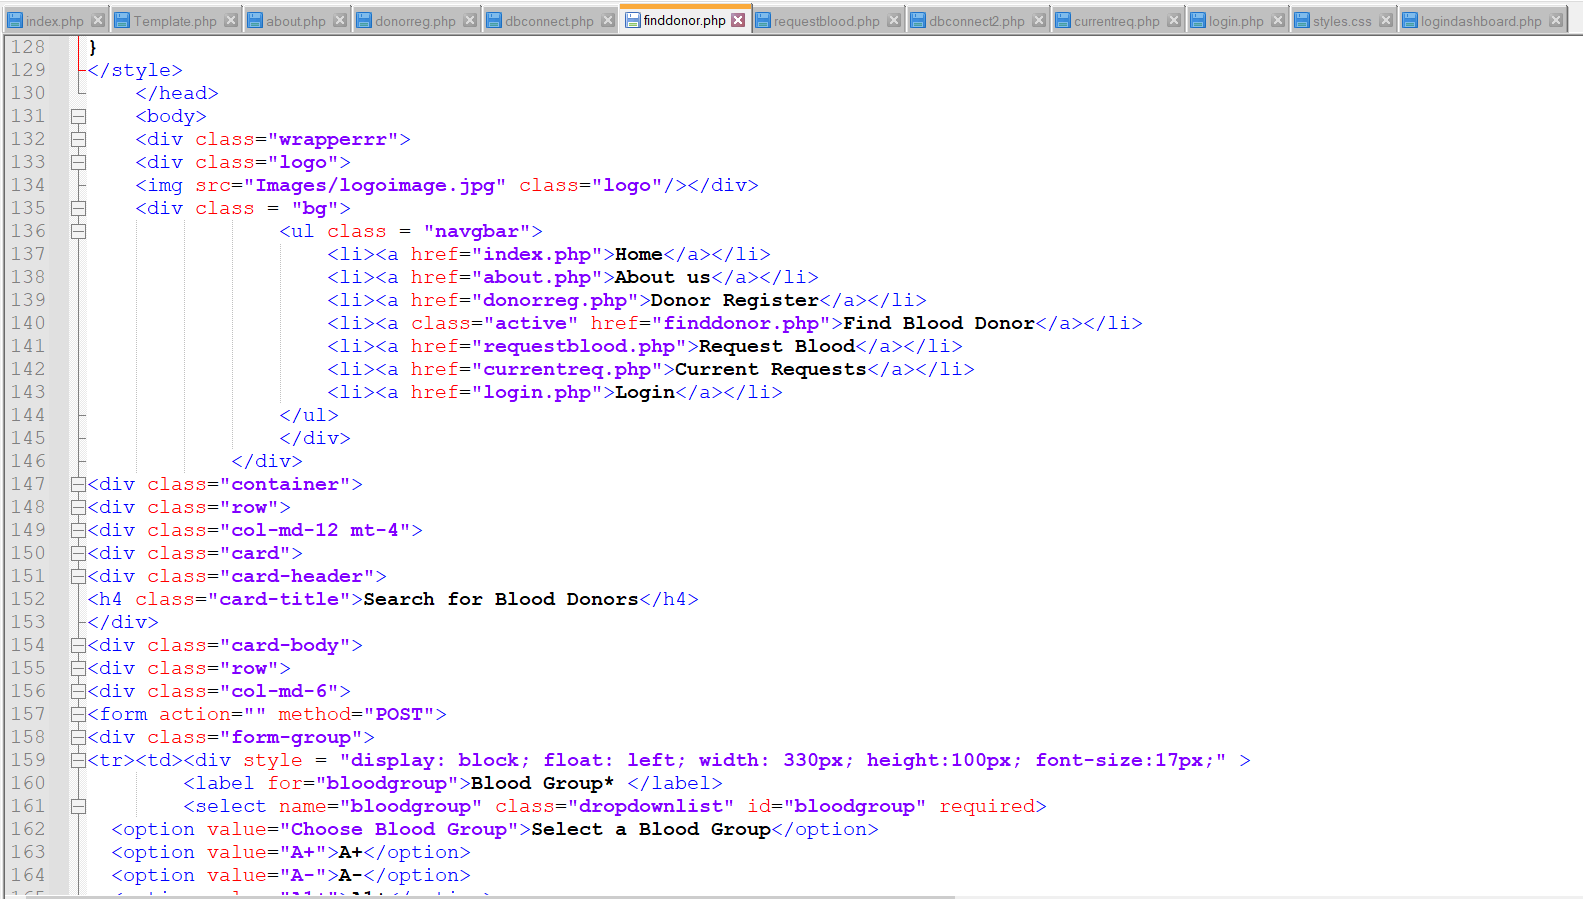 index.php Template.php about.php donorreg.php dbconnect.php finddonor.php requestblood.php dbconnect2.php currentreq.php login.php styles.css logindashboard.php
128 }
129 </style>
130 </head>
131 <body>
132 <div class="wrapperrr">
133 <div class="logo">
134 <img src="Images/logoimage.jpg" class="logo"/></div>
135 <div class = "bg">
136 <ul class = "navgbar">
137 <li><a href="index.php">Home</a></li>
138 <li><a href="about.php">About us</a></li>
139 <li><a href="donorreg.php">Donor Register</a></li>
140 <li><a class="active" href="finddonor.php">Find Blood Donor</a></li>
141 <li><a href="requestblood.php">Request Blood</a></li>
142 <li><a href="currentreq.php">Current Requests</a></li>
143 <li><a href="login.php">Login</a></li>
144 </ul>
145 </div>
146 </div>
147 <div class="container">
148 <div class="row">
149 <div class="col-md-12 mt-4">
150 <div class="card">
151 <div class="card-header">
152 <h4 class="card-title">Search for Blood Donors</h4>
153 </div>
154 <div class="card-body">
155 <div class="row">
156 <div class="col-md-6">
157 <form action="" method="POST">
158 <div class="form-group">
159 <tr><td><div style = "display: block; float: left; width: 330px; height:100px; font-size:17px;" >
160 <label for="bloodgroup">Blood Group* </label>
161 <select name="bloodgroup" class="dropdownlist" id="bloodgroup" required>
162 <option value="Choose Blood Group">Select a Blood Group</option>
163 <option value="A+">A+</option>
164 <option value="A-">A-</option>